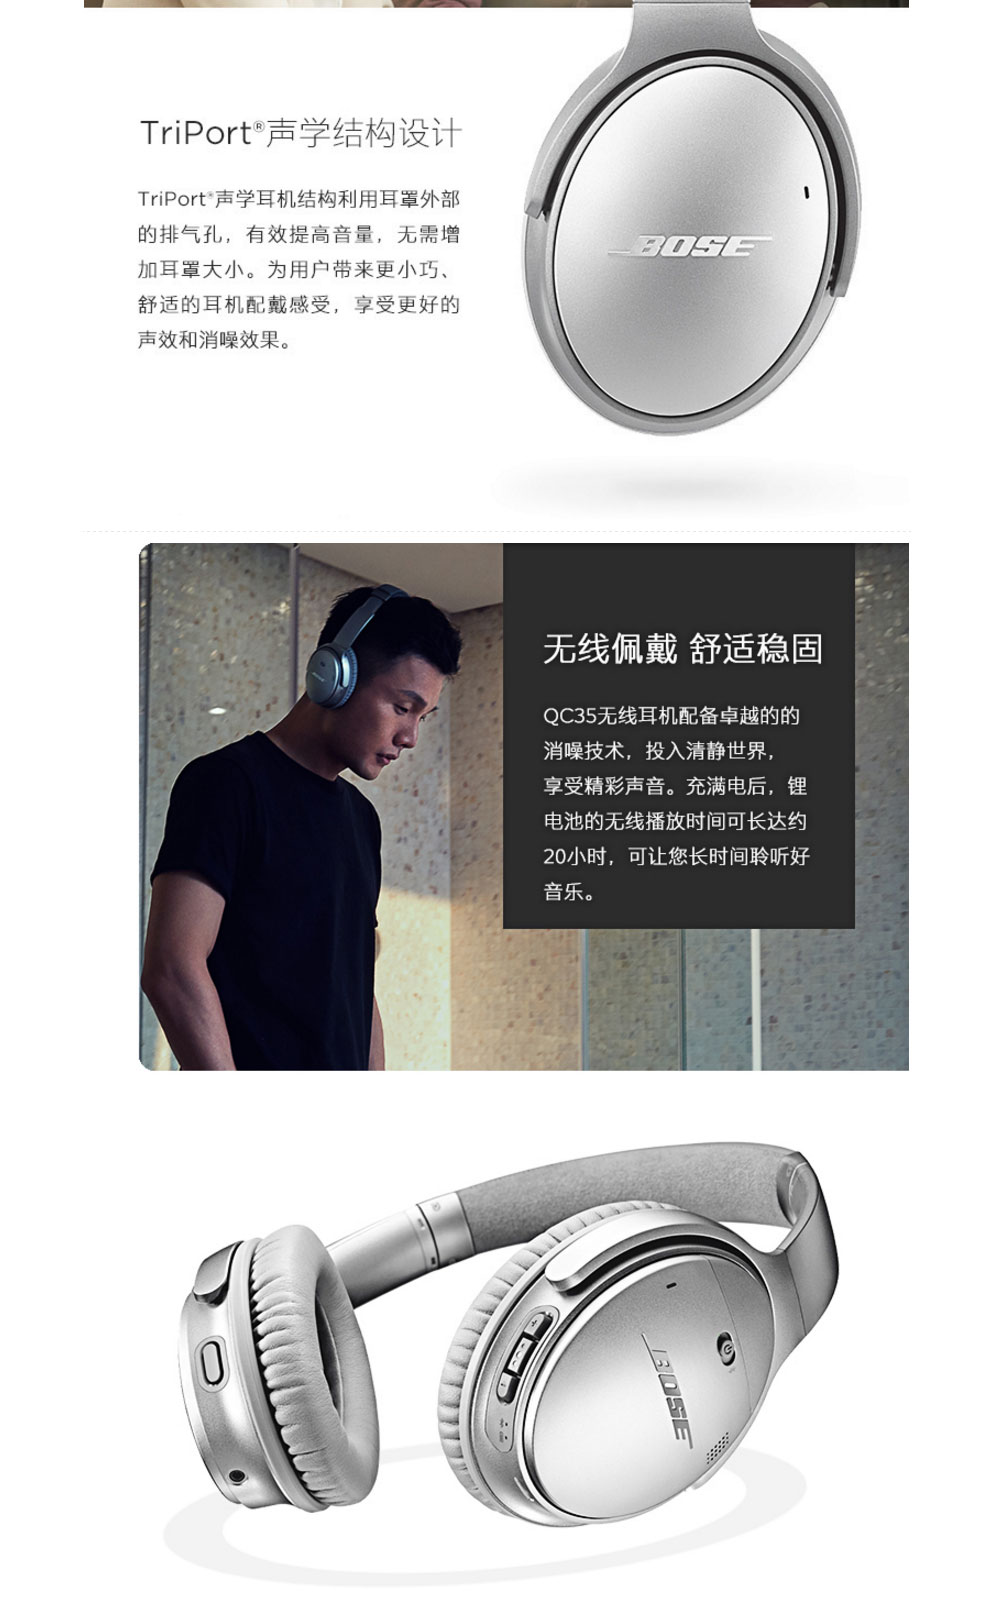 TriPort®声学结构设计
TriPort®声学耳机结构利用耳罩外部
的排气孔，有效提高音量，无需增
加耳罩大小。为用户带来更小巧、
舒适的耳机配戴感受，享受更好的
声效和消噪效果。
BOSE
无线佩戴 舒适稳固
QC35无线耳机配备卓越的的
消噪技术，投入清静世界，
享受精彩声音。充满电后，锂
电池的无线播放时间可长达约
20小时，可让您长时间聆听好
音乐。
BOSE